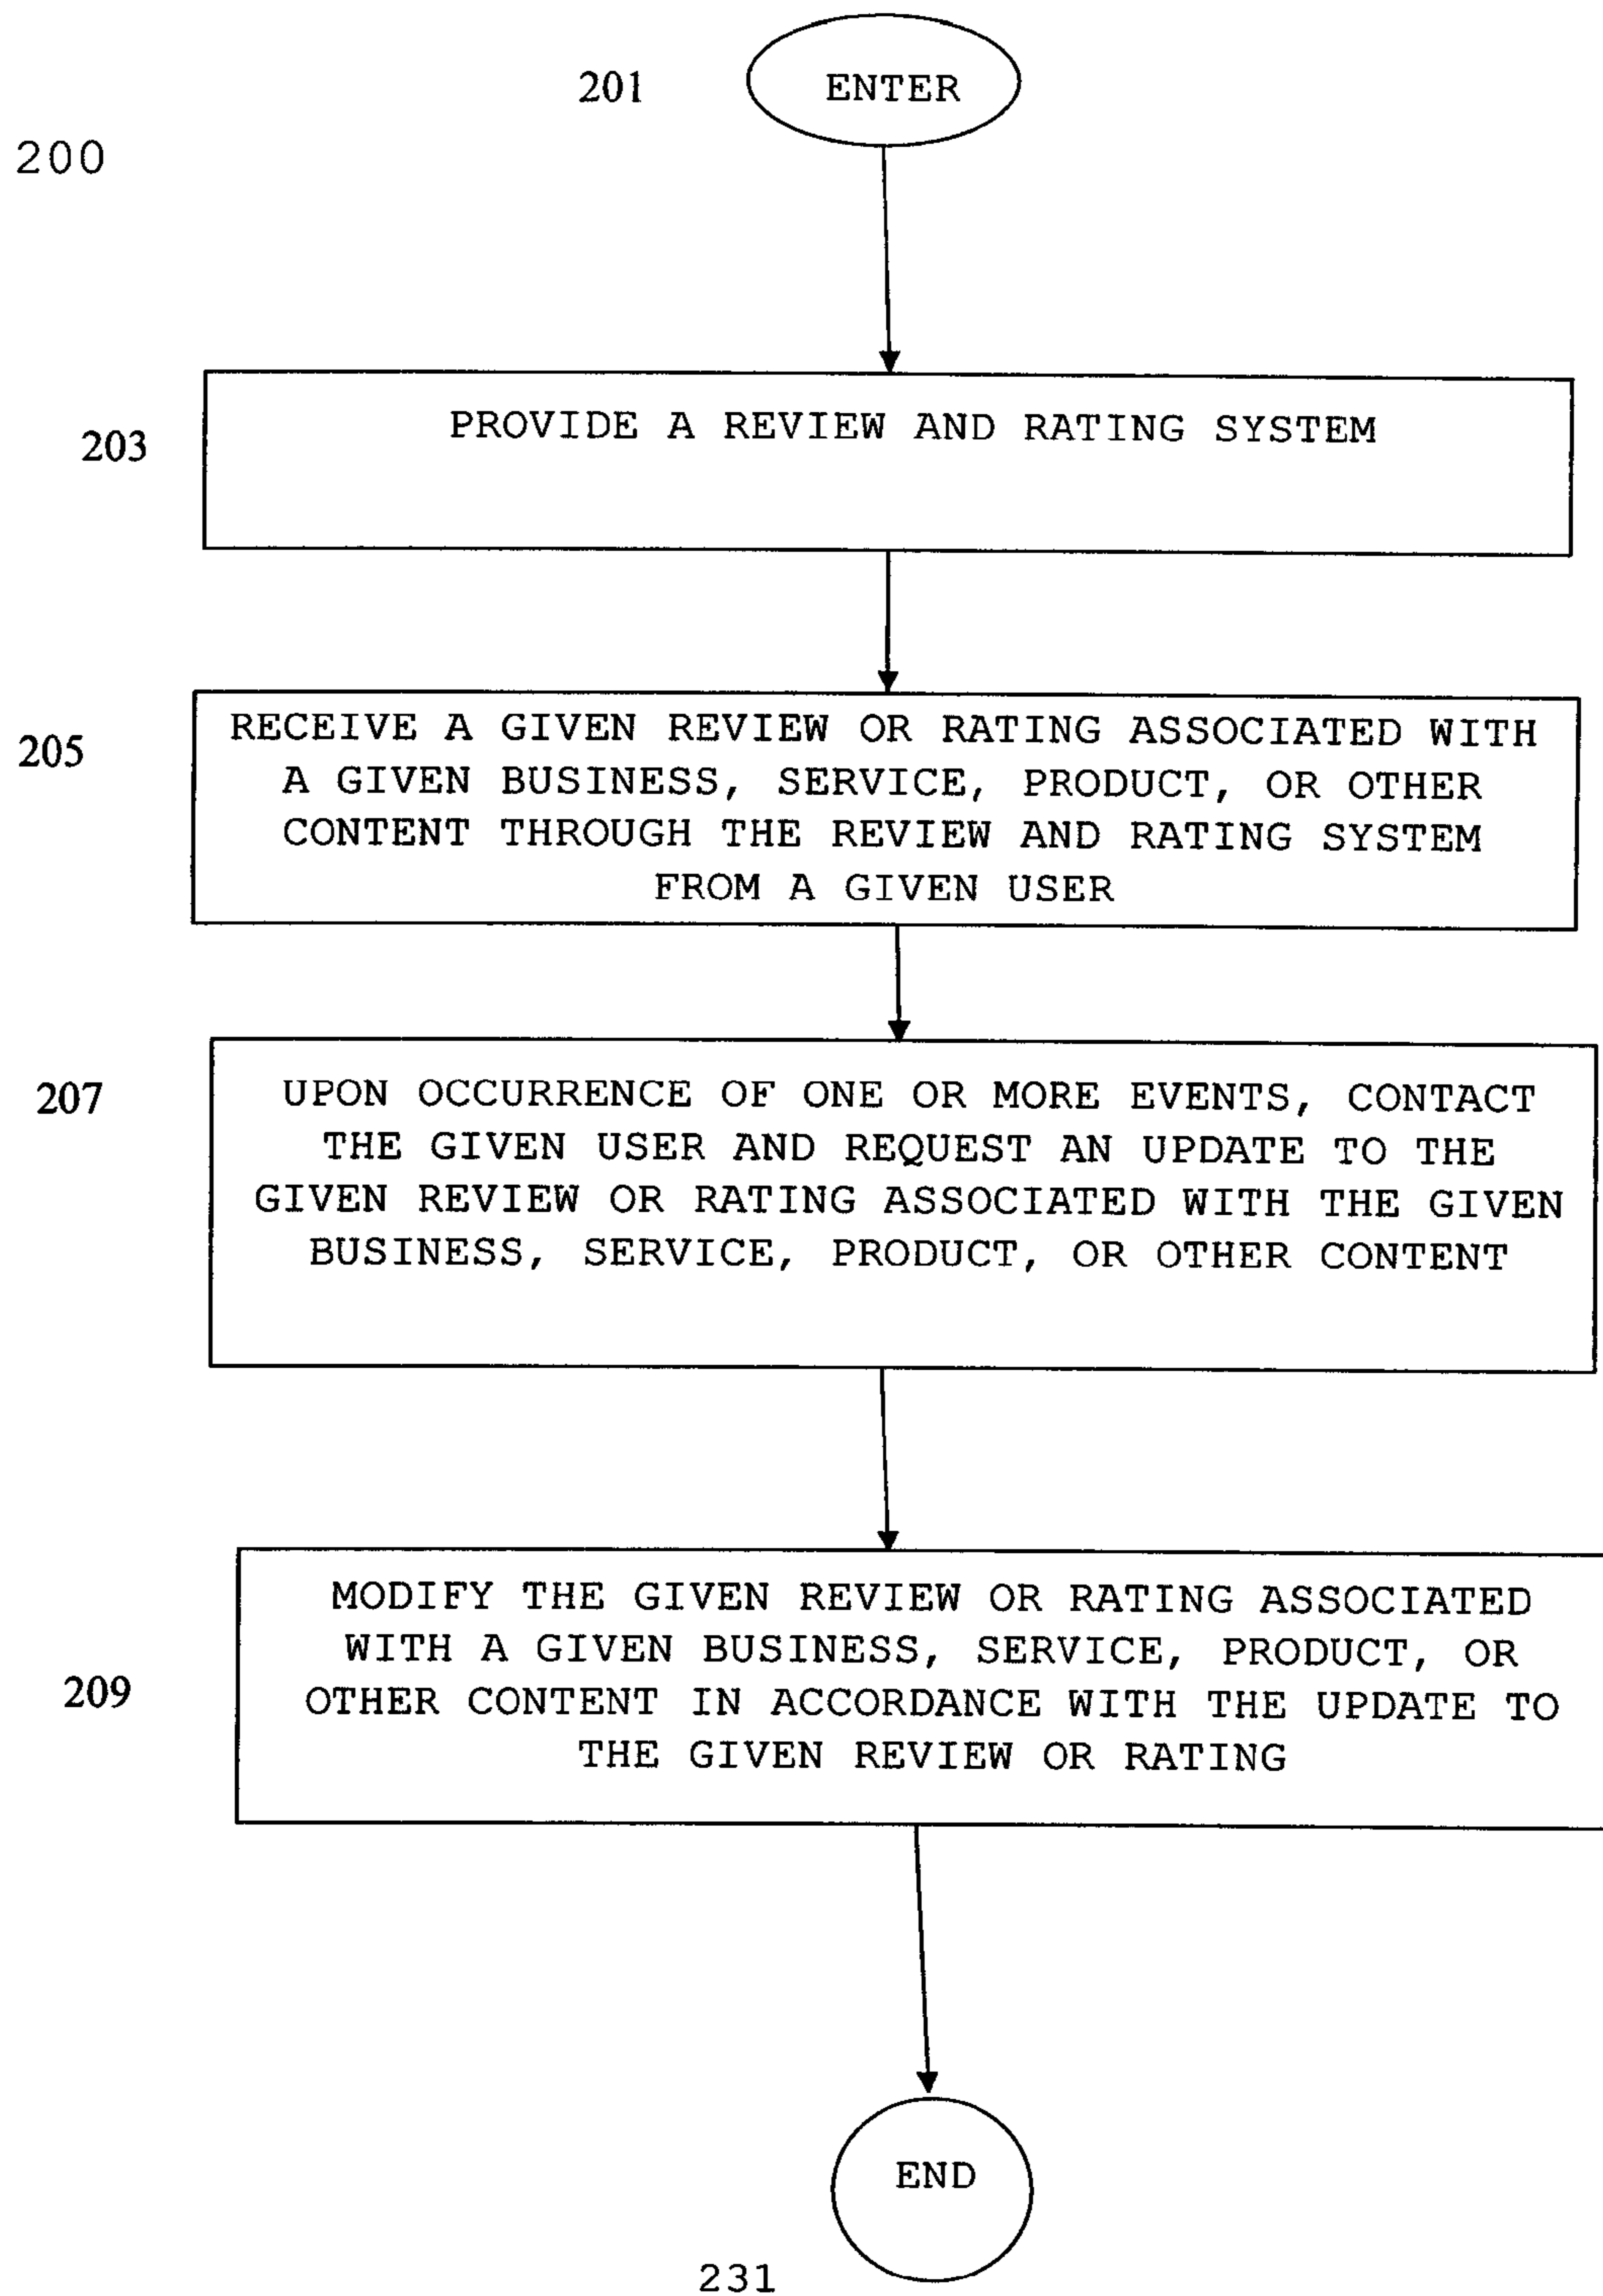 201
ENTER
200
203
PROVIDE A REVIEW AND RATING SYSTEM
205
RECEIVE A GIVEN REVIEW OR RATING ASSOCIATED WITH
A GIVEN BUSINESS, SERVICE, PRODUCT, OR OTHER
CONTENT THROUGH THE REVIEW AND RATING SYSTEM
FROM A GIVEN USER
207
UPON OCCURRENCE OF ONE OR MORE EVENTS, CONTACT
THE GIVEN USER AND REQUEST AN UPDATE TO THE
GIVEN REVIEW OR RATING ASSOCIATED WITH THE GIVEN
BUSINESS, SERVICE, PRODUCT, OR OTHER CONTENT
209
MODIFY THE GIVEN REVIEW OR RATING ASSOCIATED
WITH A GIVEN BUSINESS, SERVICE, PRODUCT, OR
OTHER CONTENT IN ACCORDANCE WITH THE UPDATE TO
THE GIVEN REVIEW OR RATING
END
231